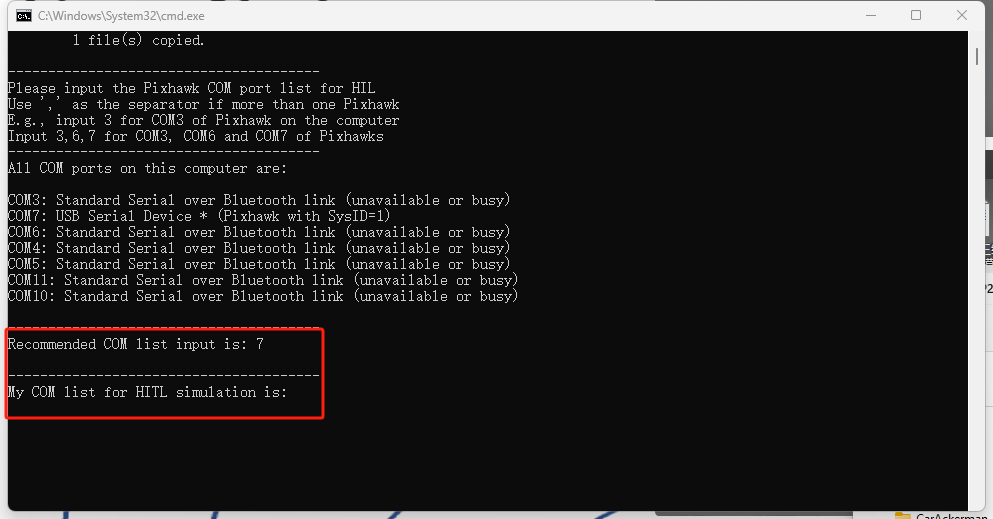 C:\Windows\System32\cmd.exe
1 file(s) copied.
---------------------------------------
Please input the Pixhawk COM port list for HIL
Use ',' as the separator if more than one Pixhawk
E.g., input 3 for COM3 of Pixhawk on the computer
Input 3,6,7 for COM3, COM6 and COM7 of Pixhawks
---------------------------------------
All COM ports on this computer are:
COM3: Standard Serial over Bluetooth link (unavailable or busy)
COM7: USB Serial Device * (Pixhawk with SysID=1)
COM6: Standard Serial over Bluetooth link (unavailable or busy)
COM4: Standard Serial over Bluetooth link (unavailable or busy)
COM5: Standard Serial over Bluetooth link (unavailable or busy)
COM11: Standard Serial over Bluetooth link (unavailable or busy)
COM10: Standard Serial over Bluetooth link (unavailable or busy)
---------------------------------------
Recommended COM list input is: 7
---------------------------------------
My COM list for HITL simulation is:
CarAckerman